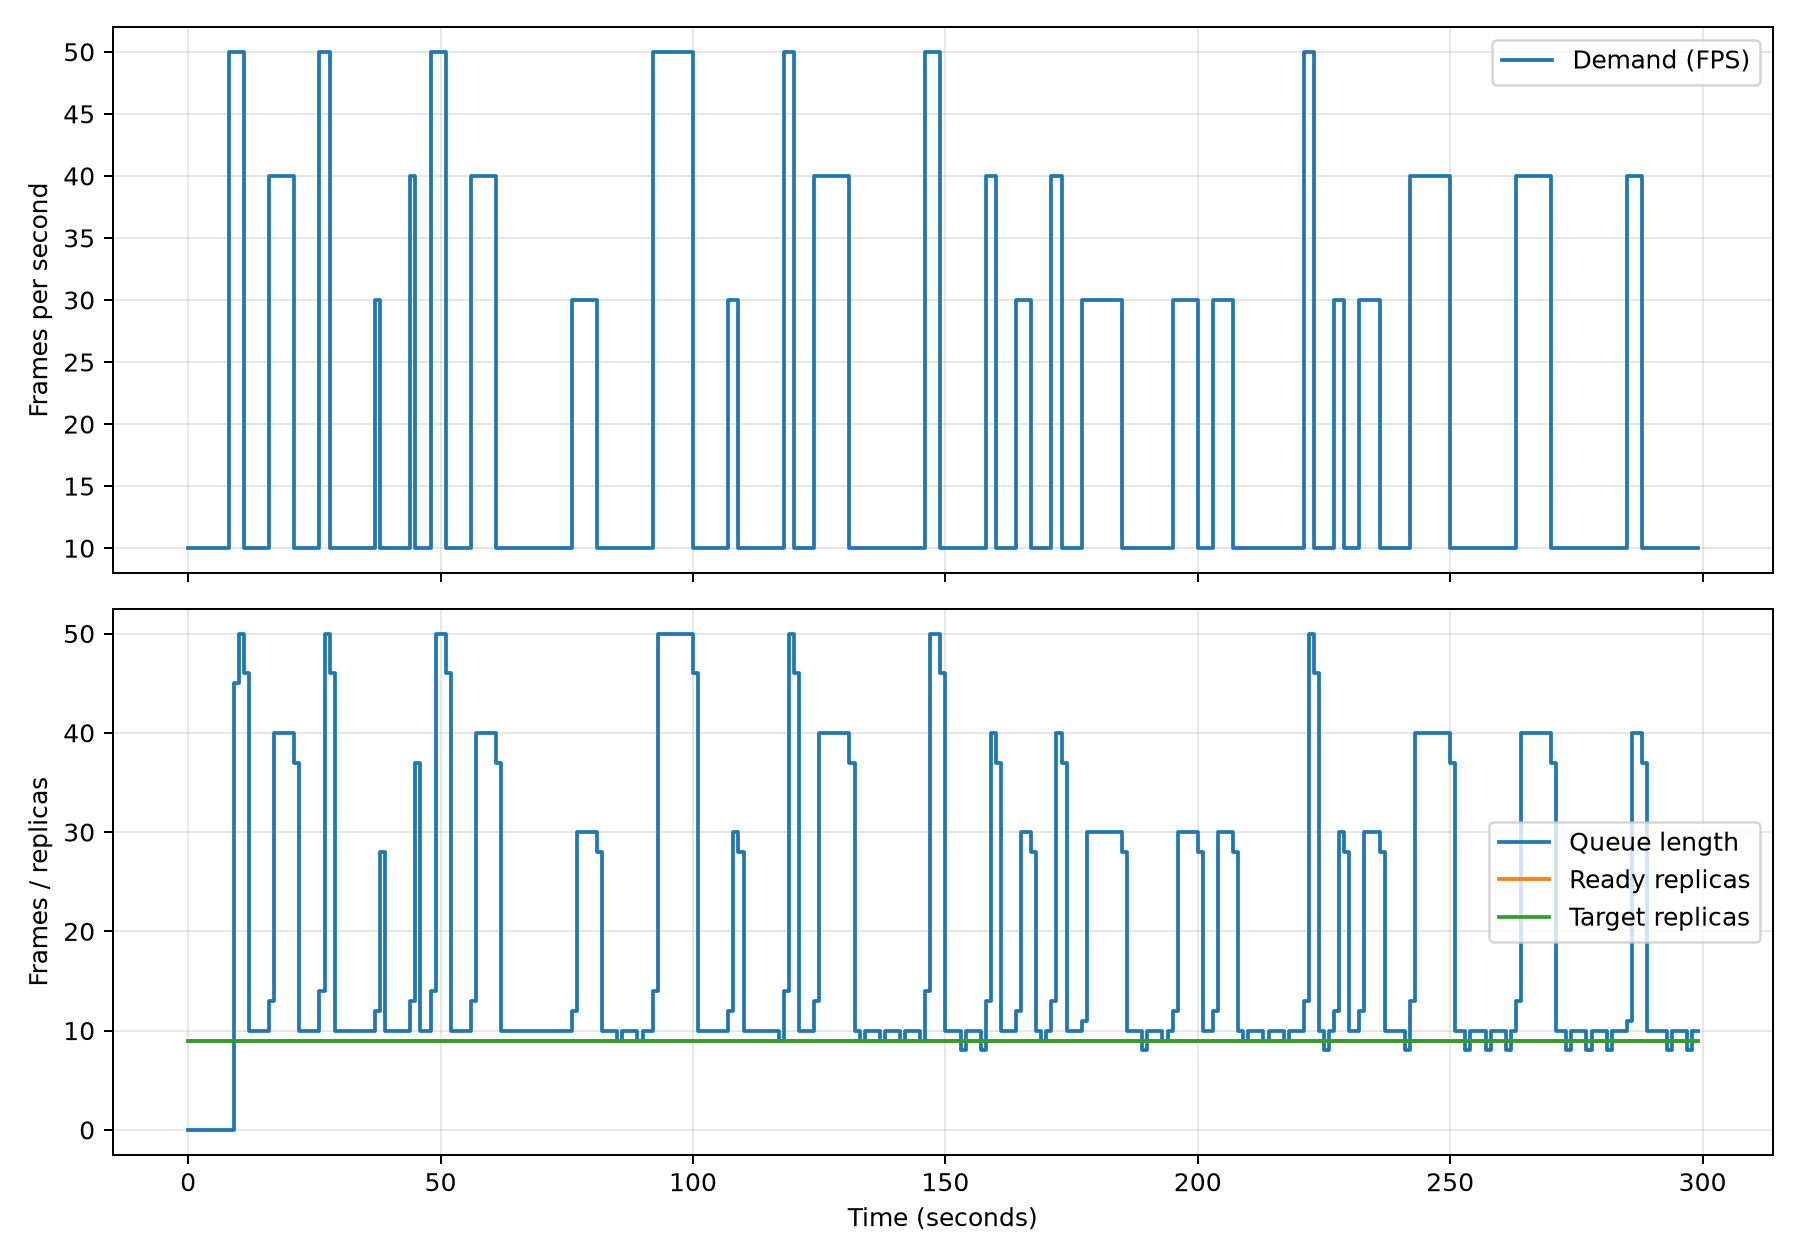 50
45
40
35
30
25
20
15
10
Frames per second
Demand (FPS)
50
40
30
20
10
0
Frames / replicas
Queue length
Ready replicas
Target replicas
0 50 100 150 200 250 300
Time (seconds)